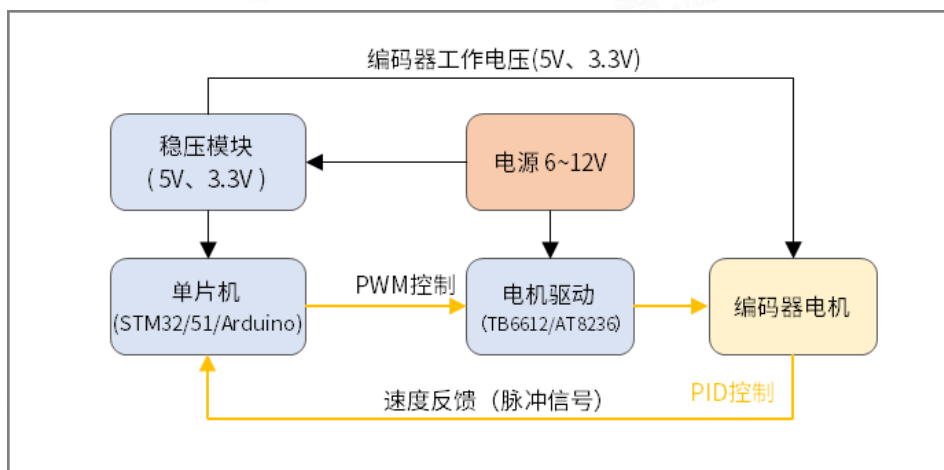 编码器工作电压(5V、3.3V)
稳压模块
( 5V、3.3V )
电源 6~12V
单片机
(STM32/51/Arduino)
PWM控制
电机驱动
(TB6612/AT8236)
编码器电机
速度反馈（脉冲信号）
PID控制